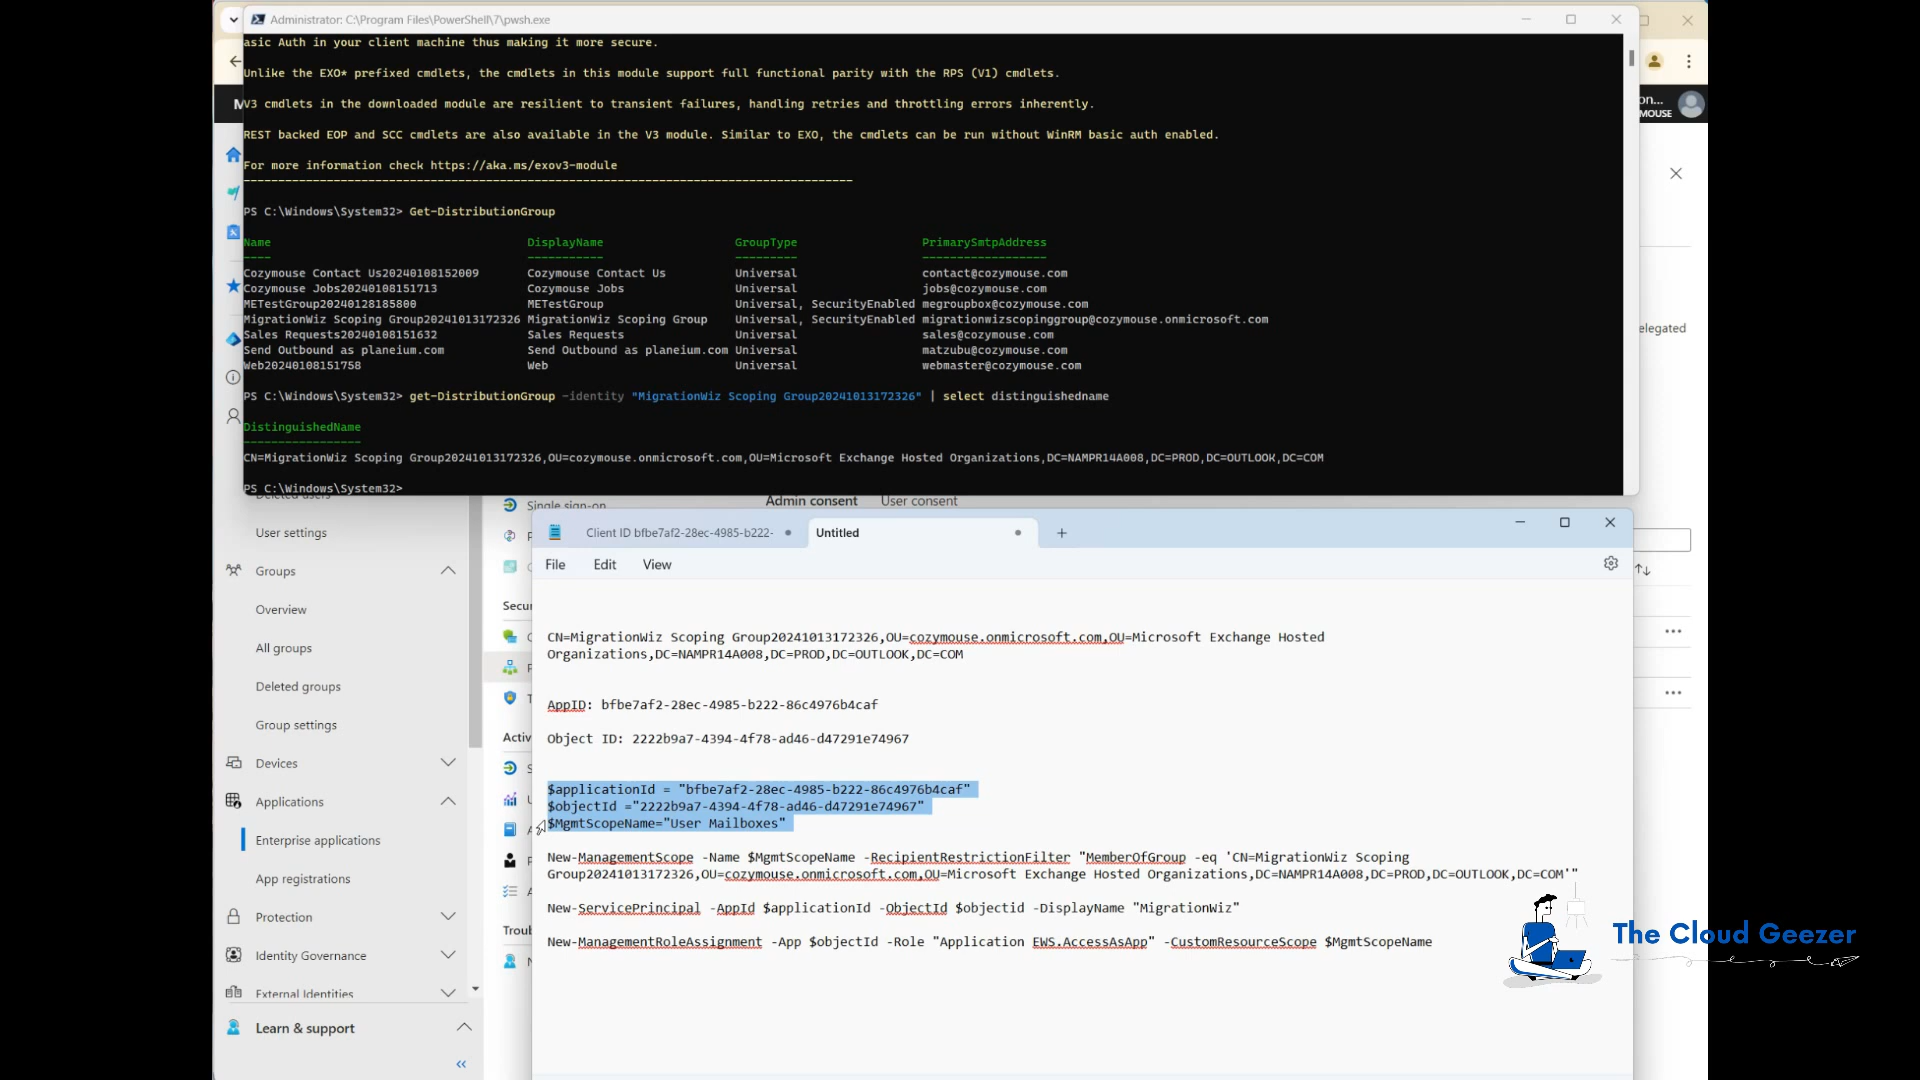 Administrator: C:\Program Files\PowerShell\7\pwsh.exe
asic Auth in your client machine thus making it more secure.
Unlike the EXO* prefixed cmdlets, the cmdlets in this module support full functional parity with the RPS (V1) cmdlets.
V3 cmdlets in the downloaded module are resilient to transient failures, handling retries and throttling errors inherently.
REST backed EOP and SCC cmdlets are also available in the V3 module. Similar to EXO, the cmdlets can be run without WinRM basic auth enabled.
For more information check https://aka.ms/exov3-module
PS C:\Windows\System32> Get-DistributionGroup
Name DisplayName GroupType PrimarySmtpAddress
Cozymouse Contact Us20240108152009 Cozymouse Contact Us Universal contact@cozymouse.com
Cozymouse Jobs20240108151713 Cozymouse Jobs Universal jobs@cozymouse.com
METestGroup20240128185800 METestGroup Universal, SecurityEnabled megroupbox@cozymouse.com
MigrationWiz Scoping Group20241013172326 MigrationWiz Scoping Group Universal, SecurityEnabled migrationwizscopinggroup@cozymouse.onmicrosoft.com
Sales Requests20240108151632 Sales Requests Universal sales@cozymouse.com
Send Outbound as planeium.com Send Outbound as planeium.com Universal matzubu@cozymouse.com
Web20240108151758 Web Universal webmaster@cozymouse.com
PS C:\Windows\System32> get-DistributionGroup -identity "MigrationWiz Scoping Group20241013172326" | select distinguishedname
DistinguishedName
CN=MigrationWiz Scoping Group20241013172326,OU=cozymouse.onmicrosoft.com,OU=Microsoft Exchange Hosted Organizations,DC=NAMPR14A008,DC=PROD,DC=OUTLOOK,DC=COM
PS C:\Windows\System32>
on...
MOUSE
elegated
Deleted users
User settings
Groups
Overview
All groups
Deleted groups
Group settings
Devices
Applications
Enterprise applications
App registrations
Protection
Identity Governance
External Identities
Learn & support
Single sign-on
Secu
Activ
Troub
Admin consent User consent
Client ID bfbe7af2-28ec-4985-b222- Untitled
File Edit View
CN=MigrationWiz Scoping Group20241013172326,OU=cozymouse.onmicrosoft.com,OU=Microsoft Exchange Hosted
Organizations,DC=NAMPR14A008,DC=PROD,DC=OUTLOOK,DC=COM
AppID: bfbe7af2-28ec-4985-b222-86c4976b4caf
Object ID: 2222b9a7-4394-4f78-ad46-d47291e74967
$applicationId = "bfbe7af2-28ec-4985-b222-86c4976b4caf"
$objectId ="2222b9a7-4394-4f78-ad46-d47291e74967"
$MgmtScopeName="User Mailboxes"
New-ManagementScope -Name $MgmtScopeName -RecipientRestrictionFilter "MemberOfGroup -eq 'CN=MigrationWiz Scoping
Group20241013172326,OU=cozymouse.onmicrosoft.com,OU=Microsoft Exchange Hosted Organizations,DC=NAMPR14A008,DC=PROD,DC=OUTLOOK,DC=COM'"
New-ServicePrincipal -AppId $applicationId -ObjectId $objectid -DisplayName "MigrationWiz"
New-ManagementRoleAssignment -App $objectId -Role "Application EWS.AccessAsApp" -CustomResourceScope $MgmtScopeName
The Cloud Geezer